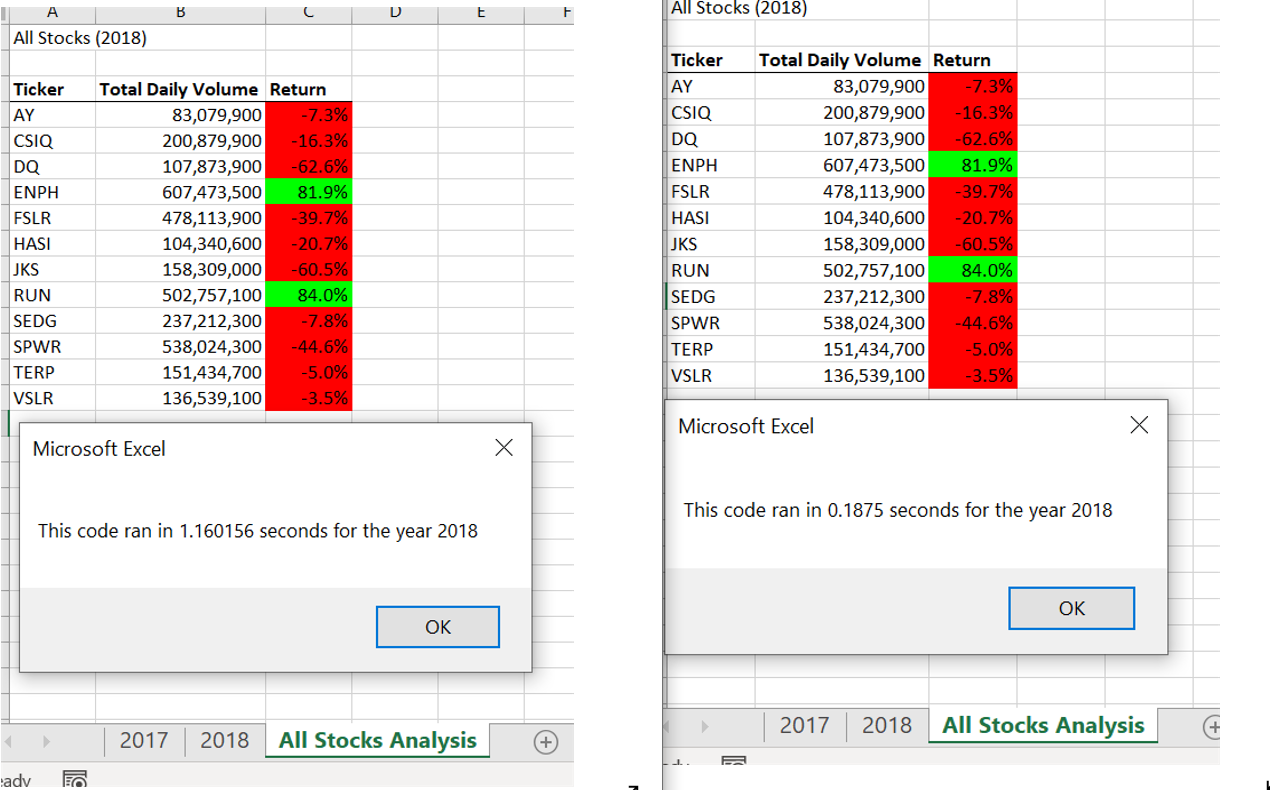 A B C D E F
All Stocks (2018)
Ticker Total Daily Volume Return
AY 83,079,900 -7.3%
CSIQ 200,879,900 -16.3%
DQ 107,873,900 -62.6%
ENPH 607,473,500 81.9%
FSLR 478,113,900 -39.7%
HASI 104,340,600 -20.7%
JKS 158,309,000 -60.5%
RUN 502,757,100 84.0%
SEDG 237,212,300 -7.8%
SPWR 538,024,300 -44.6%
TERP 151,434,700 -5.0%
VSLR 136,539,100 -3.5%
Microsoft Excel
This code ran in 1.160156 seconds for the year 2018
OK
2017 2018 All Stocks Analysis
eady
All Stocks (2018)
Ticker Total Daily Volume Return
AY 83,079,900 -7.3%
CSIQ 200,879,900 -16.3%
DQ 107,873,900 -62.6%
ENPH 607,473,500 81.9%
FSLR 478,113,900 -39.7%
HASI 104,340,600 -20.7%
JKS 158,309,000 -60.5%
RUN 502,757,100 84.0%
SEDG 237,212,300 -7.8%
SPWR 538,024,300 -44.6%
TERP 151,434,700 -5.0%
VSLR 136,539,100 -3.5%
Microsoft Excel
This code ran in 0.1875 seconds for the year 2018
OK
2017 2018 All Stocks Analysis